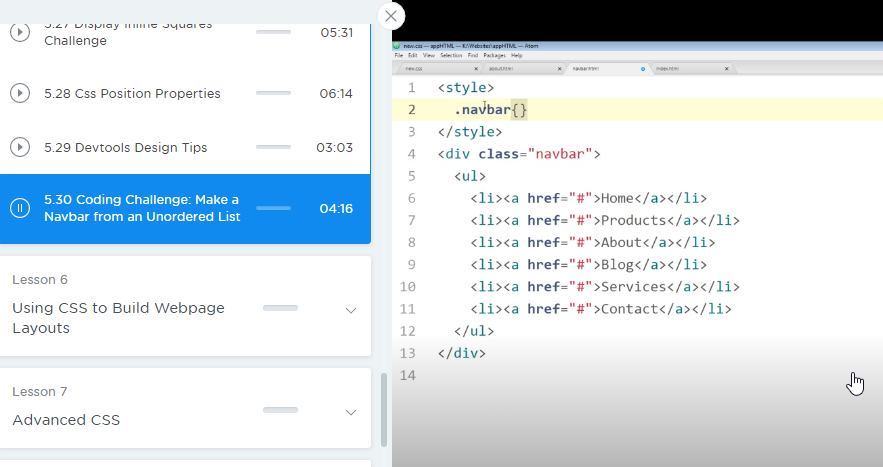 5.27 Display Inline Squares
Challenge
05:31
5.28 Css Position Properties
06:14
5.29 Devtools Design Tips
03:03
5.30 Coding Challenge: Make a
Navbar from an Unordered List
04:16
Lesson 6
Using CSS to Build Webpage
Layouts
Lesson 7
Advanced CSS
new.css — appHTML — K:\Websites\appHTML — Atom
File Edit View Selection Find Packages Help
new.css
about.html
navbar.html
index.html
1 <style>
2 .navbar{}
3 </style>
4 <div class="navbar">
5 <ul>
6 <li><a href="#">Home</a></li>
7 <li><a href="#">Products</a></li>
8 <li><a href="#">About</a></li>
9 <li><a href="#">Blog</a></li>
10 <li><a href="#">Services</a></li>
11 <li><a href="#">Contact</a></li>
12 </ul>
13 </div>
14